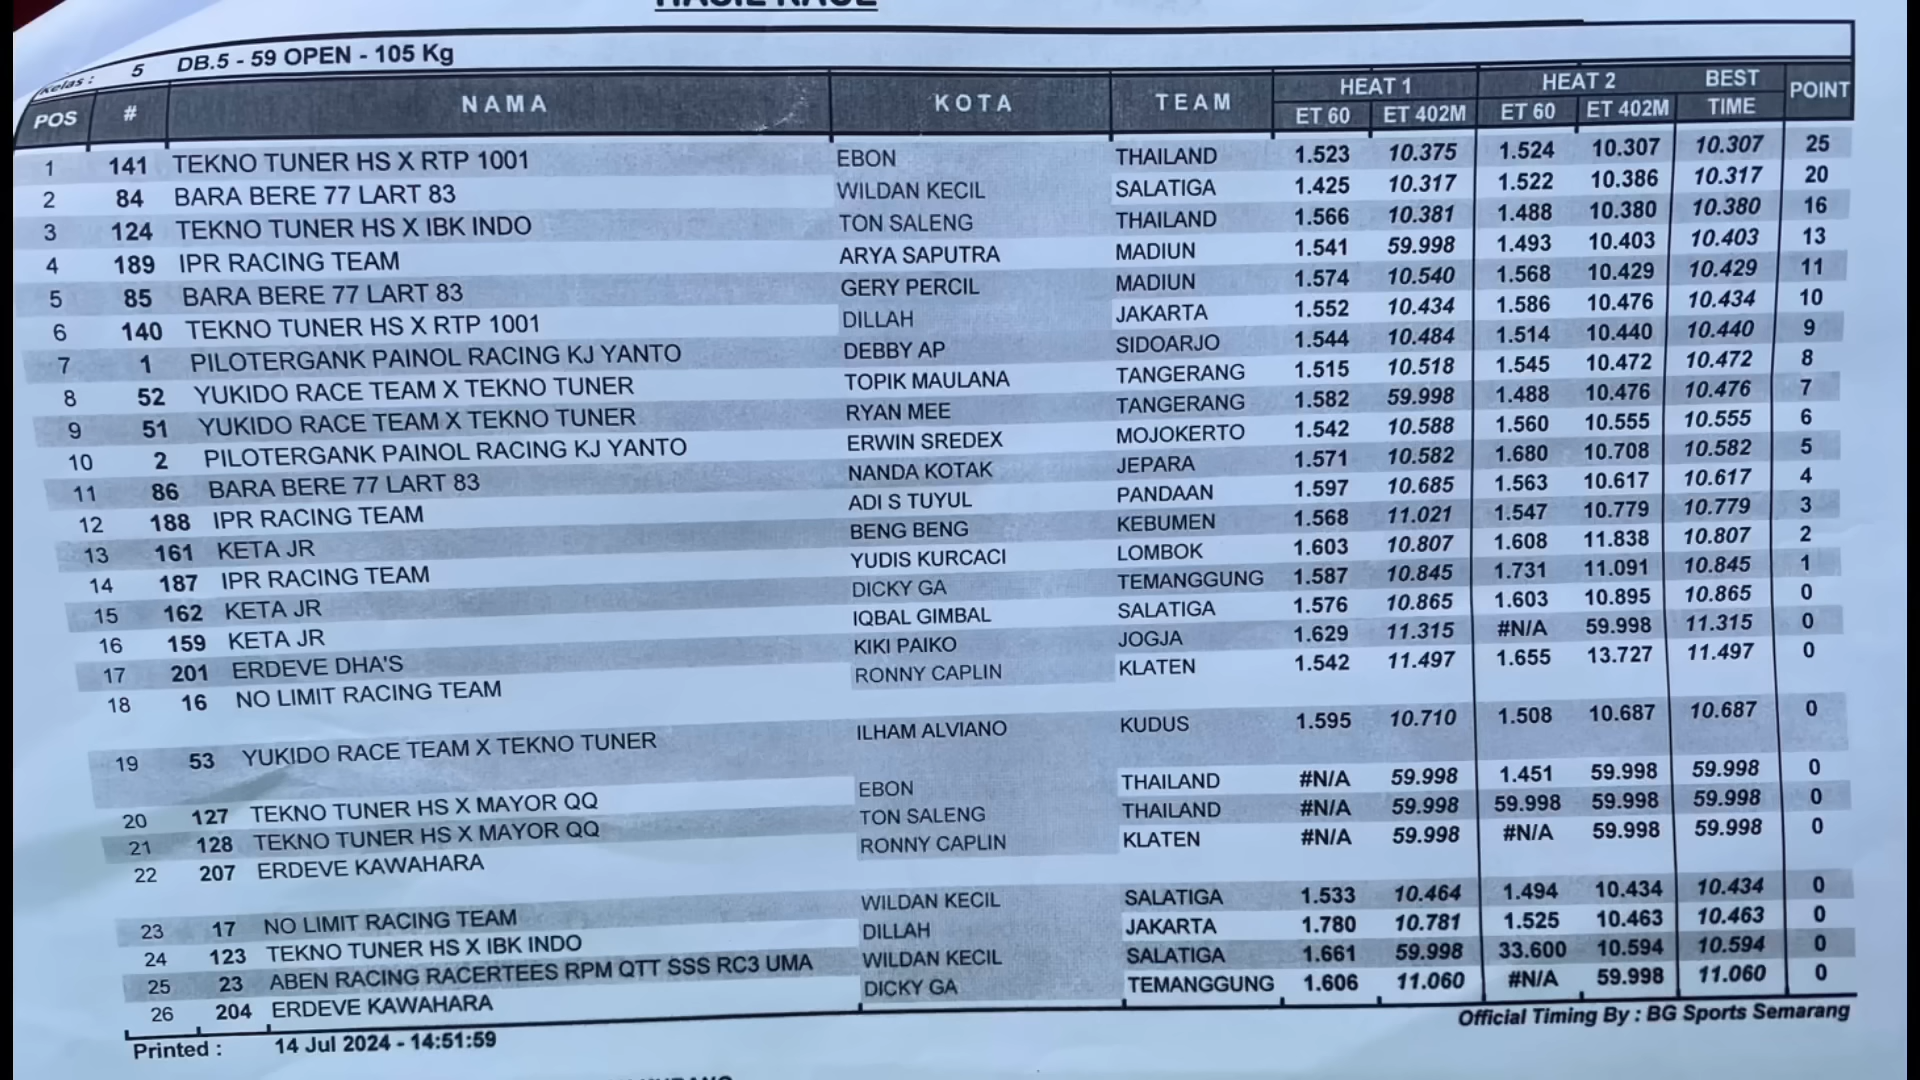 HASIL RACE
Kelas : 5 DB.5 - 59 OPEN - 105 Kg
POS # NAMA KOTA TEAM HEAT 1 HEAT 2 BEST TIME POINT
ET 60 ET 402M ET 60 ET 402M
1 141 TEKNO TUNER HS X RTP 1001 EBON THAILAND 1.523 10.375 1.524 10.307 10.307 25
2 84 BARA BERE 77 LART 83 WILDAN KECIL SALATIGA 1.425 10.317 1.522 10.386 10.317 20
3 124 TEKNO TUNER HS X IBK INDO TON SALENG THAILAND 1.566 10.381 1.488 10.380 10.380 16
4 189 IPR RACING TEAM ARYA SAPUTRA MADIUN 1.541 59.998 1.493 10.403 10.403 13
5 85 BARA BERE 77 LART 83 GERY PERCIL MADIUN 1.574 10.540 1.568 10.429 10.429 11
6 140 TEKNO TUNER HS X RTP 1001 DILLAH JAKARTA 1.552 10.434 1.586 10.476 10.434 10
7 1 PILOTERGANK PAINOL RACING KJ YANTO DEBBY AP SIDOARJO 1.544 10.484 1.514 10.440 10.440 9
8 52 YUKIDO RACE TEAM X TEKNO TUNER TOPIK MAULANA TANGERANG 1.515 10.518 1.545 10.472 10.472 8
9 51 YUKIDO RACE TEAM X TEKNO TUNER RYAN MEE TANGERANG 1.582 59.998 1.488 10.476 10.476 7
10 2 PILOTERGANK PAINOL RACING KJ YANTO ERWIN SREDEX MOJOKERTO 1.542 10.588 1.560 10.555 10.555 6
11 86 BARA BERE 77 LART 83 NANDA KOTAK JEPARA 1.571 10.582 1.680 10.708 10.582 5
12 188 IPR RACING TEAM ADI S TUYUL PANDAAN 1.597 10.685 1.563 10.617 10.617 4
13 161 KETA JR BENG BENG KEBUMEN 1.568 11.021 1.547 10.779 10.779 3
14 187 IPR RACING TEAM YUDIS KURCACI LOMBOK 1.603 10.807 1.608 11.838 10.807 2
15 162 KETA JR DICKY GA TEMANGGUNG 1.587 10.845 1.731 11.091 10.845 1
16 159 KETA JR IQBAL GIMBAL SALATIGA 1.576 10.865 1.603 10.895 10.865 0
17 201 ERDEVE DHA'S KIKI PAIKO JOGJA 1.629 11.315 #N/A 59.998 11.315 0
18 16 NO LIMIT RACING TEAM RONNY CAPLIN KLATEN 1.542 11.497 1.655 13.727 11.497 0
19 53 YUKIDO RACE TEAM X TEKNO TUNER ILHAM ALVIANO KUDUS 1.595 10.710 1.508 10.687 10.687 0
20 127 TEKNO TUNER HS X MAYOR QQ EBON THAILAND #N/A 59.998 1.451 59.998 59.998 0
21 128 TEKNO TUNER HS X MAYOR QQ TON SALENG THAILAND #N/A 59.998 59.998 59.998 59.998 0
22 207 ERDEVE KAWAHARA RONNY CAPLIN KLATEN #N/A 59.998 #N/A 59.998 59.998 0
23 17 NO LIMIT RACING TEAM WILDAN KECIL SALATIGA 1.533 10.464 1.494 10.434 10.434 0
24 123 TEKNO TUNER HS X IBK INDO DILLAH JAKARTA 1.780 10.781 1.525 10.463 10.463 0
25 23 ABEN RACING RACERTEES RPM QTT SSS RC3 UMA WILDAN KECIL SALATIGA 1.661 59.998 33.600 10.594 10.594 0
26 204 ERDEVE KAWAHARA DICKY GA TEMANGGUNG 1.606 11.060 #N/A 59.998 11.060 0
Printed : 14 Jul 2024 - 14:51:59 Official Timing By : BG Sports Semarang